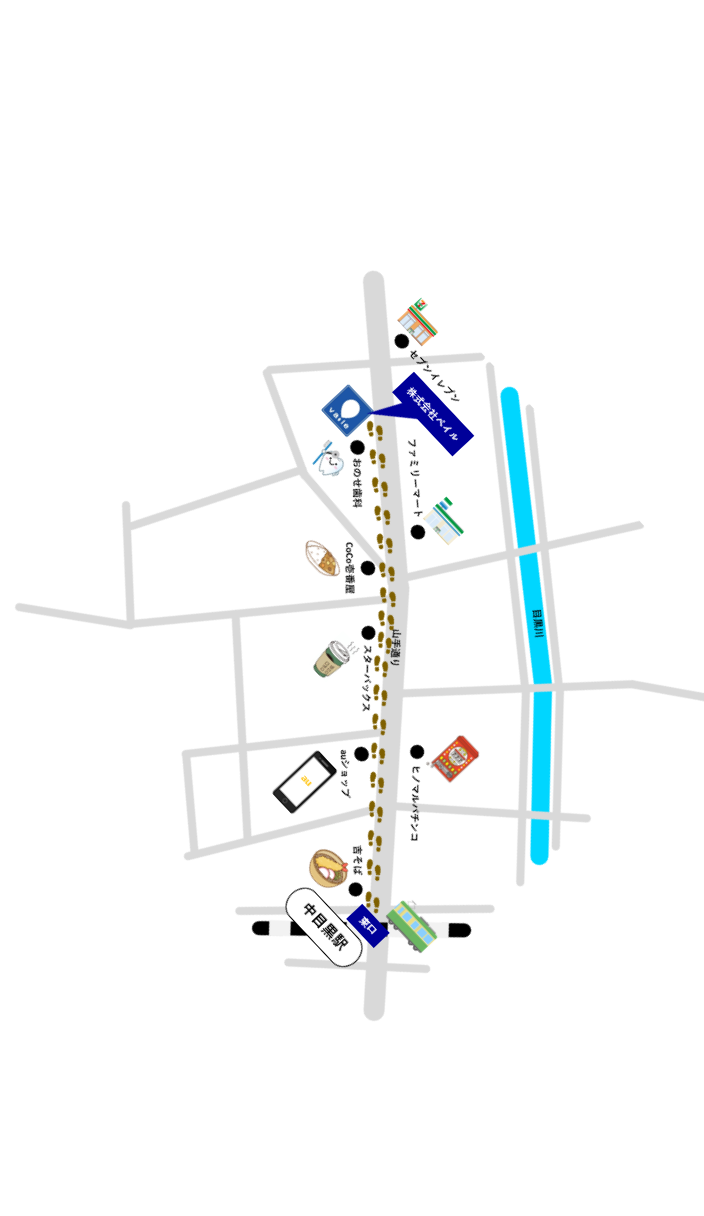 セブンイレブン
株式会社ベイル
vasle
おのせ歯科
ファミリーマート
CoCo壱番屋
目黒川
山手通り
スターバックス
auショップ
au
ヒノマルパチンコ
吉そば
東口
中目黒駅